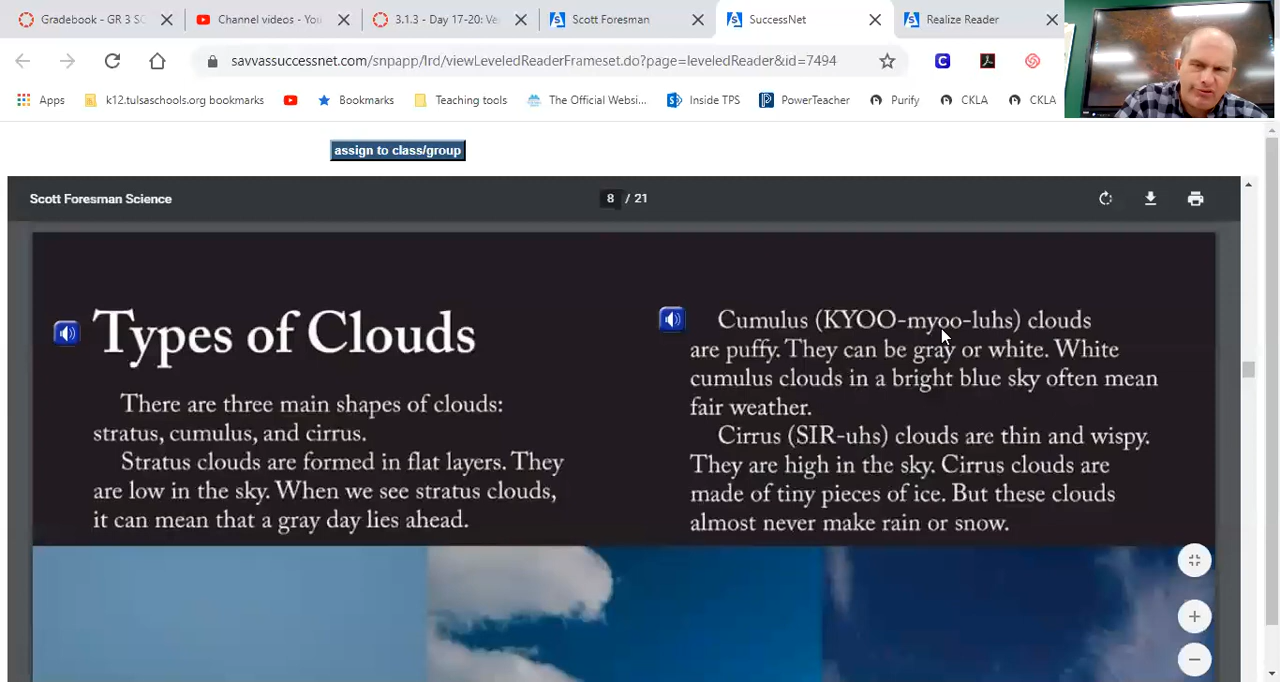 Gradebook - GR 3 SC
Channel videos - You
3.1.3 - Day 17-20: Ve
Scott Foresman
SuccessNet
Realize Reader
savvassuccessnet.com/snpapp/lrd/viewLeveledReaderFrameset.do?page=leveledReader&id=7494
Apps
k12.tulsaschools.org bookmarks
Bookmarks
Teaching tools
The Official Websi...
Inside TPS
PowerTeacher
Purify
CKLA
CKLA
assign to class/group
Scott Foresman Science
8 / 21
Types of Clouds
There are three main shapes of clouds:
stratus, cumulus, and cirrus.
Stratus clouds are formed in flat layers. They
are low in the sky. When we see stratus clouds,
it can mean that a gray day lies ahead.
Cumulus (KYOO-myoo-luhs) clouds
are puffy. They can be gray or white. White
cumulus clouds in a bright blue sky often mean
fair weather.
Cirrus (SIR-uhs) clouds are thin and wispy.
They are high in the sky. Cirrus clouds are
made of tiny pieces of ice. But these clouds
almost never make rain or snow.